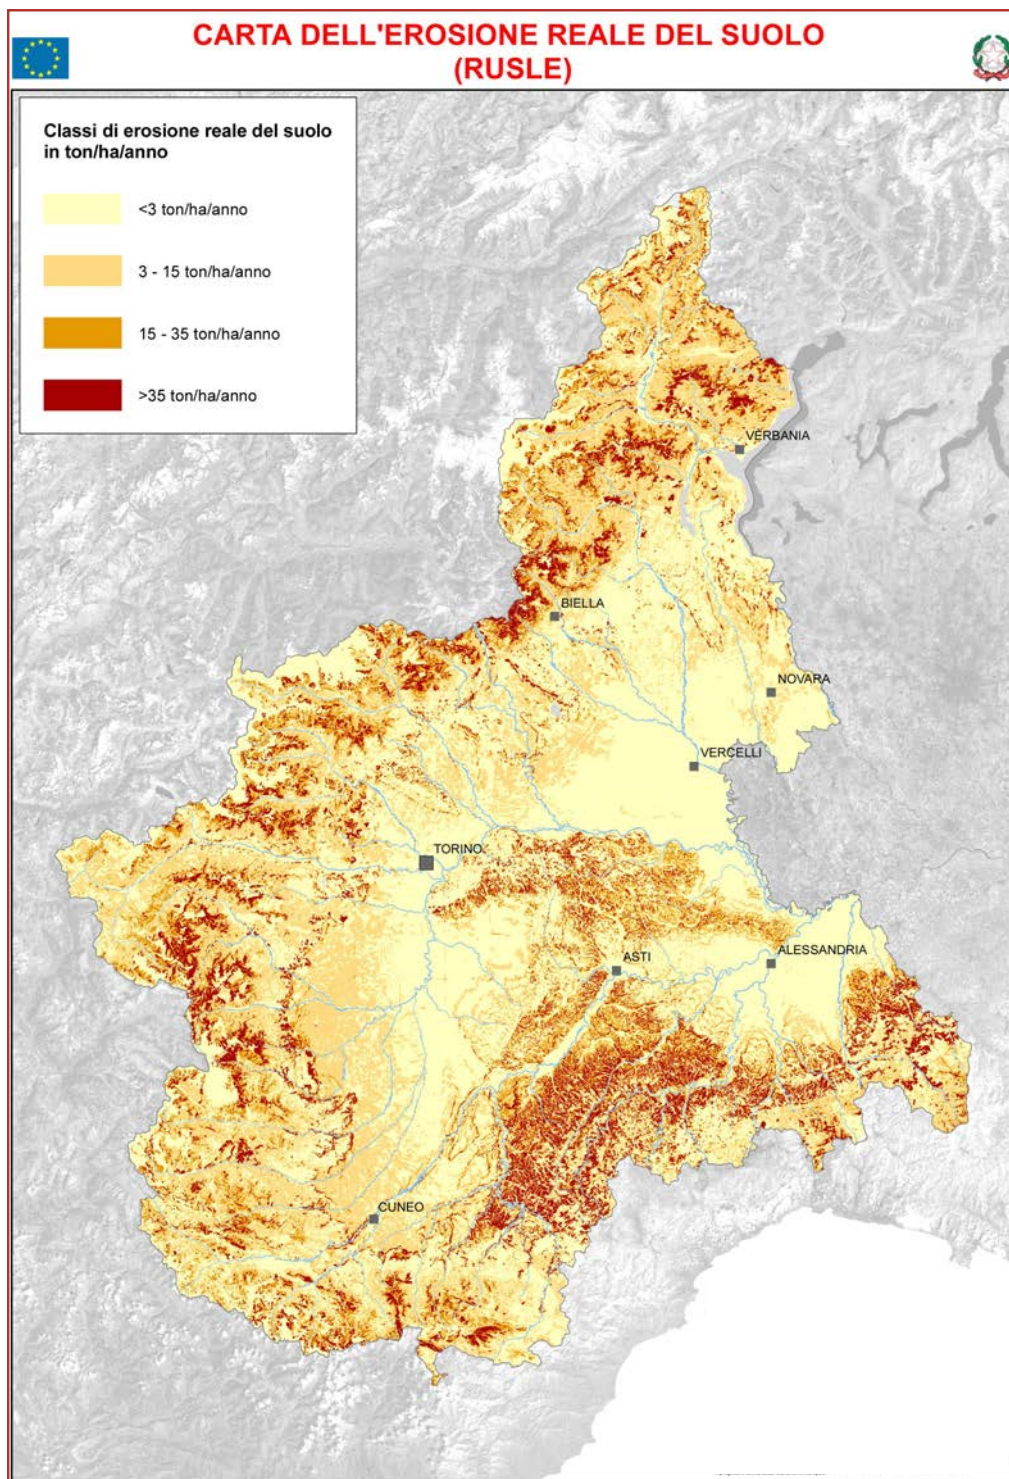 CARTA DELL'EROSIONE REALE DEL SUOLO
(RUSLE)
Classi di erosione reale del suolo
in ton/ha/anno
<3 ton/ha/anno
3 - 15 ton/ha/anno
15 - 35 ton/ha/anno
>35 ton/ha/anno
VERBANIA
BIELLA
NOVARA
VERCELLI
TORINO
ASTI
ALESSANDRIA
CUNEO